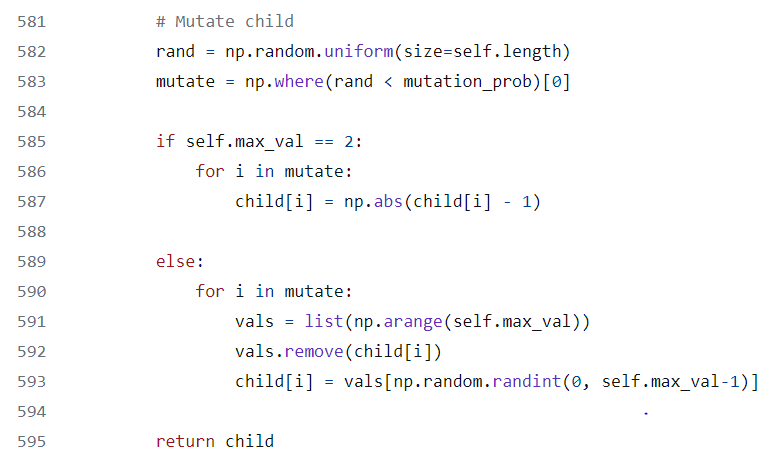 581 # Mutate child
582 rand = np.random.uniform(size=self.length)
583 mutate = np.where(rand < mutation_prob)[0]
584
585 if self.max_val == 2:
586 for i in mutate:
587 child[i] = np.abs(child[i] - 1)
588
589 else:
590 for i in mutate:
591 vals = list(np.arange(self.max_val))
592 vals.remove(child[i])
593 child[i] = vals[np.random.randint(0, self.max_val-1)]
594
595 return child